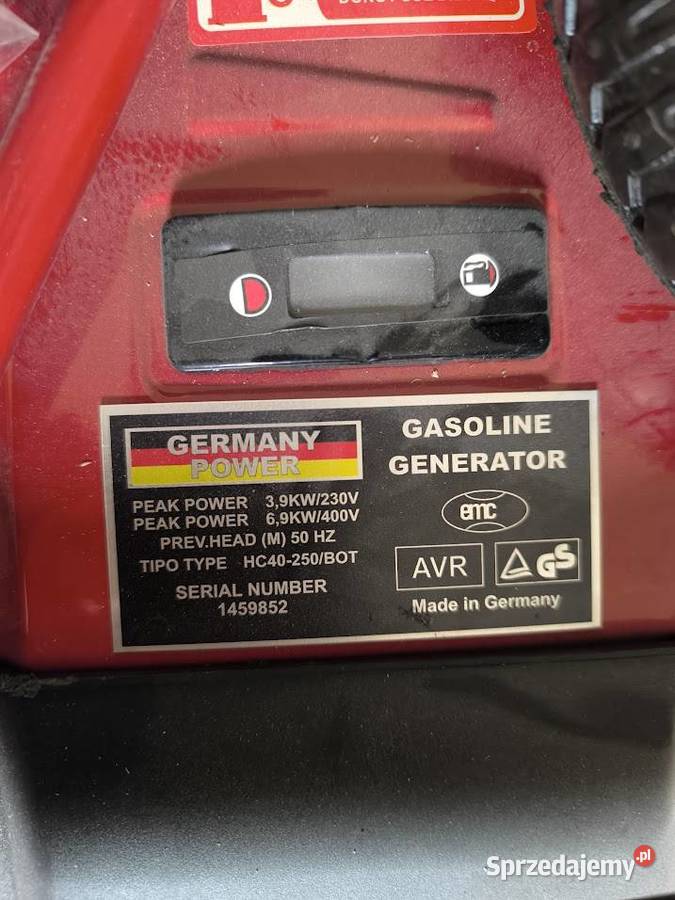 GERMANY
POWER
PEAK POWER 3,9KW/230V
PEAK POWER 6,9KW/400V
PREV.HEAD (M) 50 HZ
TIPO TYPE HC40-250/BOT
SERIAL NUMBER
1459852
GASOLINE
GENERATOR
emc
AVR
GS
Made in Germany
Sprzedajemy.pl